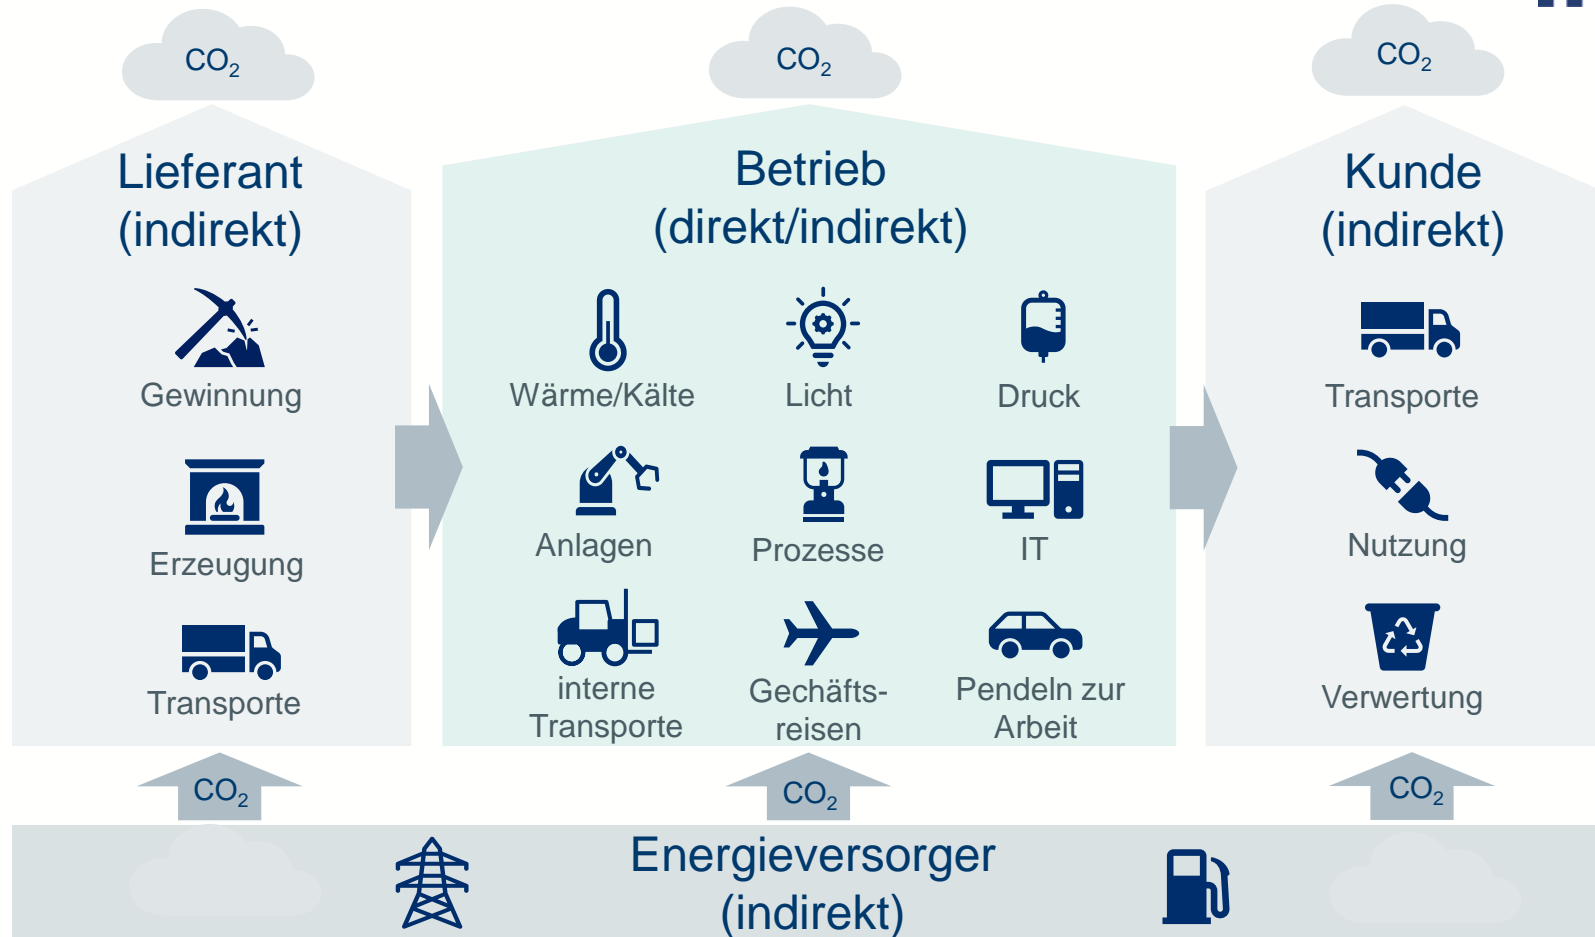 CO₂
CO₂
CO₂
Lieferant
(indirekt)
Gewinnung
Erzeugung
Transporte
Betrieb
(direkt/indirekt)
Wärme/Kälte
Licht
Druck
Anlagen
Prozesse
IT
interne
Transporte
Gechäfts-
reisen
Pendeln zur
Arbeit
Kunde
(indirekt)
Transporte
Nutzung
Verwertung
CO₂
CO₂
CO₂
Energieversorger
(indirekt)